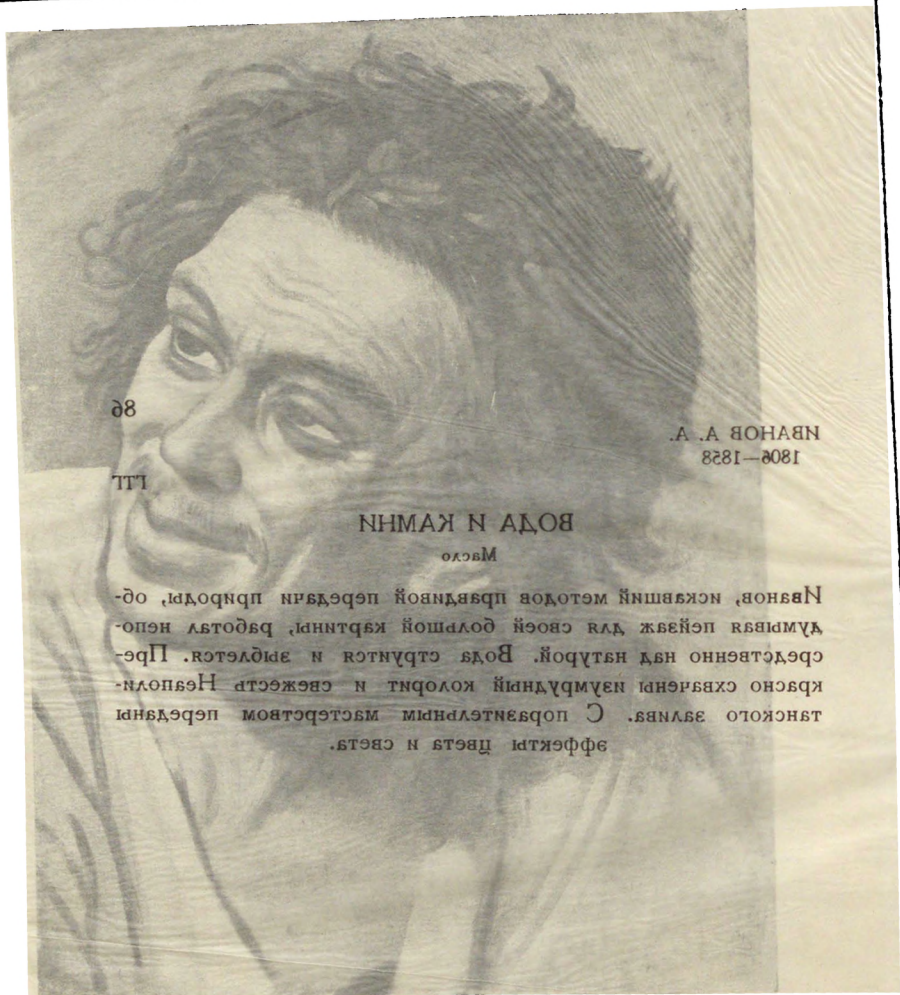 86
ИВАНОВ А. А.
1806—1858
ГТГ
ВОДА И КАМНИ
Масло
Иванов, искавший методов правдивой передачи природы, об-
думывая пейзаж для своей большой картины, работал непо-
средственно над натурой. Вода струится и зыблется. Пре-
красно схвачены изумрудный колорит и свежесть Неаполи-
танского залива. С поразительным мастерством переданы
эффекты цвета и света.